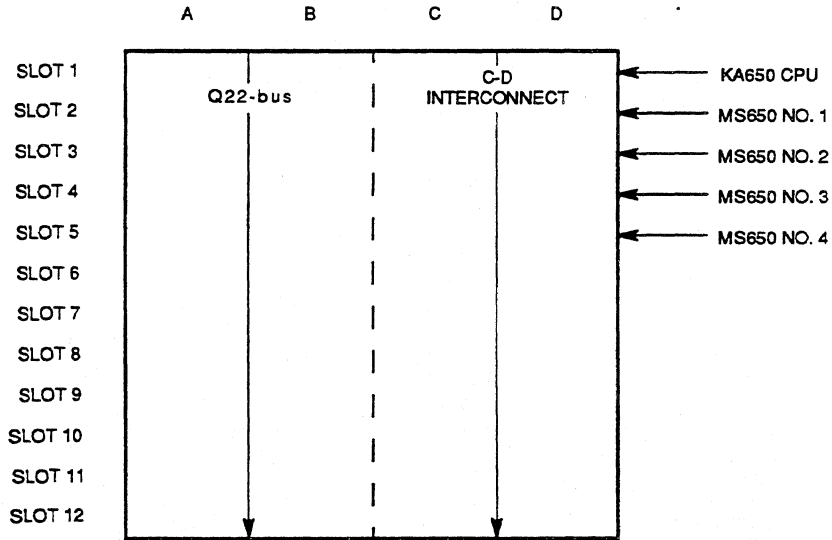 A B C D
SLOT 1
SLOT 2
SLOT 3
SLOT 4
SLOT 5
SLOT 6
SLOT 7
SLOT 8
SLOT 9
SLOT 10
SLOT 11
SLOT 12
Q22-bus
C-D
INTERCONNECT
KA650 CPU
MS650 NO. 1
MS650 NO. 2
MS650 NO. 3
MS650 NO. 4